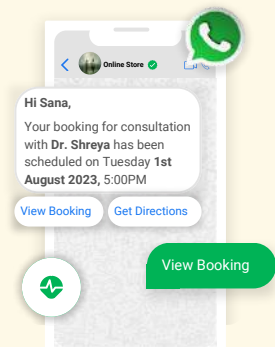 Online Store
Hi Sana,
Your booking for consultation
with Dr. Shreya has been
scheduled on Tuesday 1st
August 2023, 5:00PM
View Booking
Get Directions
View Booking